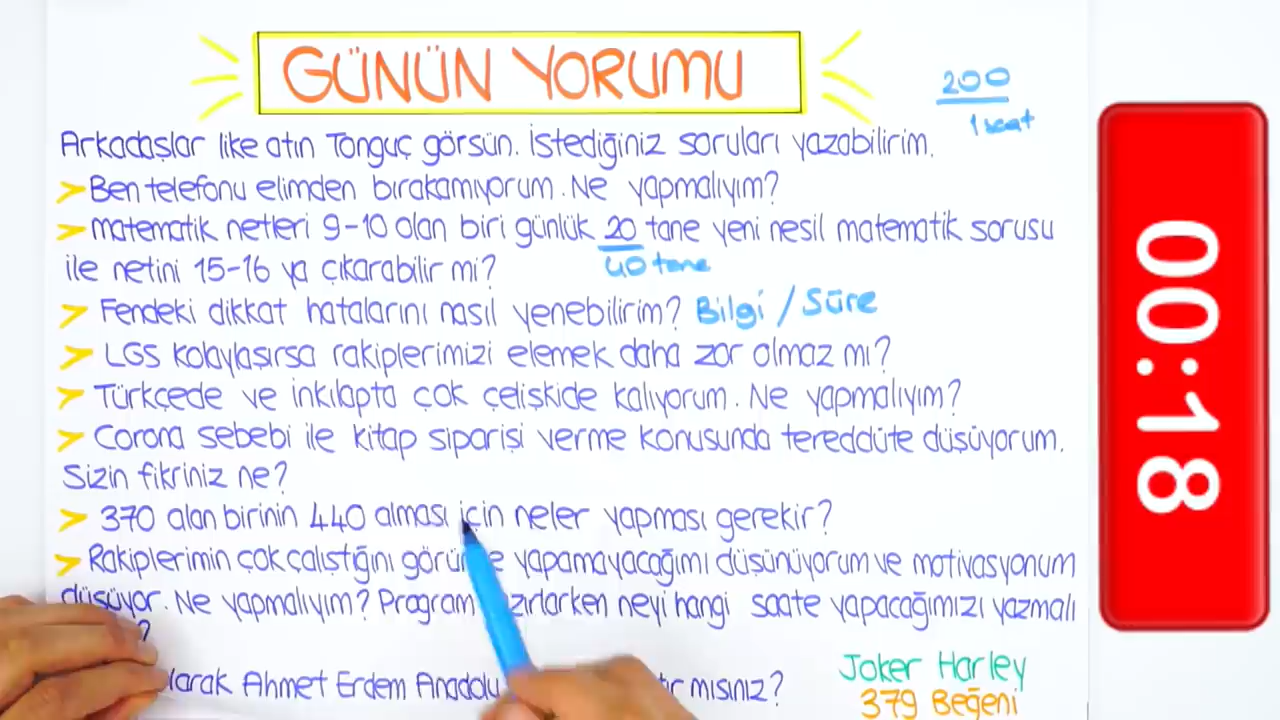 GÜNÜN YORUMU
200
1 saat
Arkadaşlar like atın Tonguç görsün. İstediğiniz soruları yazabilirim.
➤ Ben telefonu elimden bırakamıyorum. Ne yapmalıyım?
➤ matematik netleri 9-10 olan biri günlük 20 tane yeni nesil matematik sorusu
ile netini 15-16 ya çıkarabilir mi?
40 tane
➤ Fendeki dikkat hatalarını nasıl yenebilirim? Bilgi / Süre
➤ LGS kolaylaşırsa rakiplerimizi elemek daha zor olmaz mı?
➤ Türkçede ve inkılapta çok çelişkide kalıyorum. Ne yapmalıyım?
➤ Corona sebebi ile kitap siparişi verme konusunda tereddüte düşüyorum.
Sizin fikriniz ne?
➤ 370 alan birinin 440 alması için neler yapması gerekir?
➤ Rakiplerimin çok çalıştığını yapamayacağımı düşünüyorum ve motivasyonum
düşüyor. Ne yapmalıyım? Program neyi hangi saate yapacağımızı yazmalı
?
Ahmet Erdem Anadolu mısınız?
Joker Harley
379 Beğeni
00:18